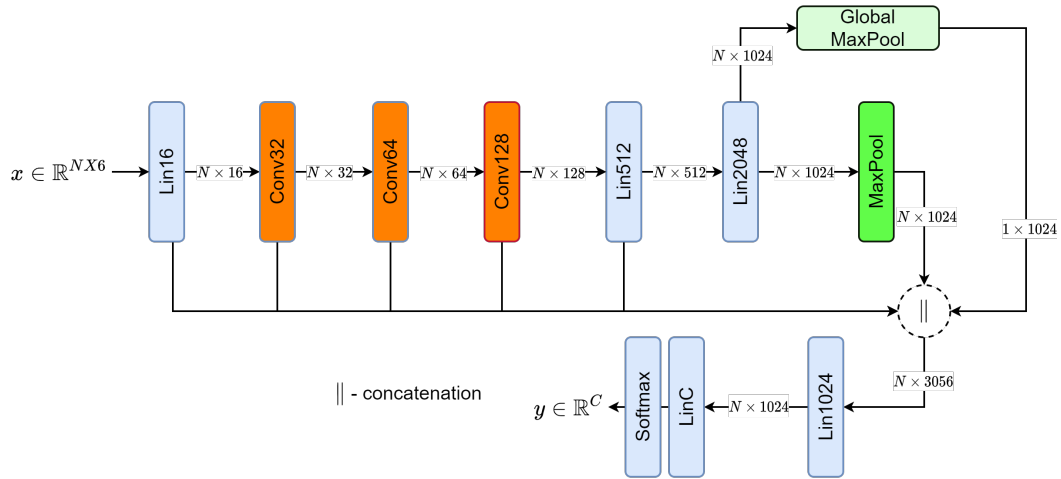 Global
MaxPool
N × 1024
x ∈ ℝ^{NX6}
Lin16
N × 16
Conv32
N × 32
Conv64
N × 64
Conv128
N × 128
Lin512
N × 512
Lin2048
N × 1024
MaxPool
N × 1024
1 × 1024
||
N × 3056
|| - concatenation
y ∈ ℝ^C
Softmax
LinC
N × 1024
Lin1024